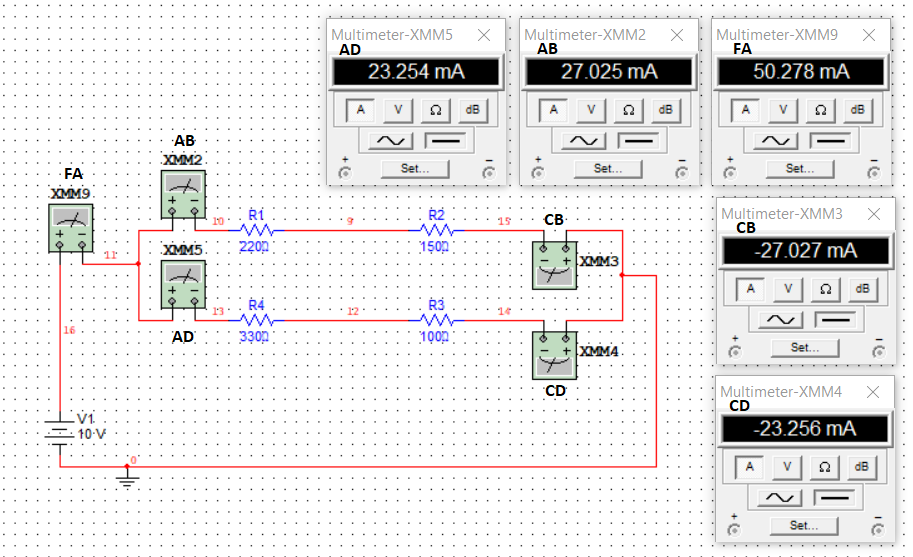 Multimeter-XMM5
AD
23.254 mA
A V Ω dB
+ Set... −
Multimeter-XMM2
AB
27.025 mA
A V Ω dB
+ Set... −
Multimeter-XMM9
FA
50.278 mA
A V Ω dB
+ Set... −
Multimeter-XMM3
CB
-27.027 mA
A V Ω dB
+ Set... −
Multimeter-XMM4
CD
-23.256 mA
A V Ω dB
+ Set... −
AB
XMM2
+ −
FA
XMM9
+ −
11
10
R1
220Ω
9
R2
150Ω
15
CB
XMM3
− +
XMM5
+ −
AD
13
R4
330Ω
12
R3
100Ω
14
XMM4
− +
CD
16
V1
10 V
0